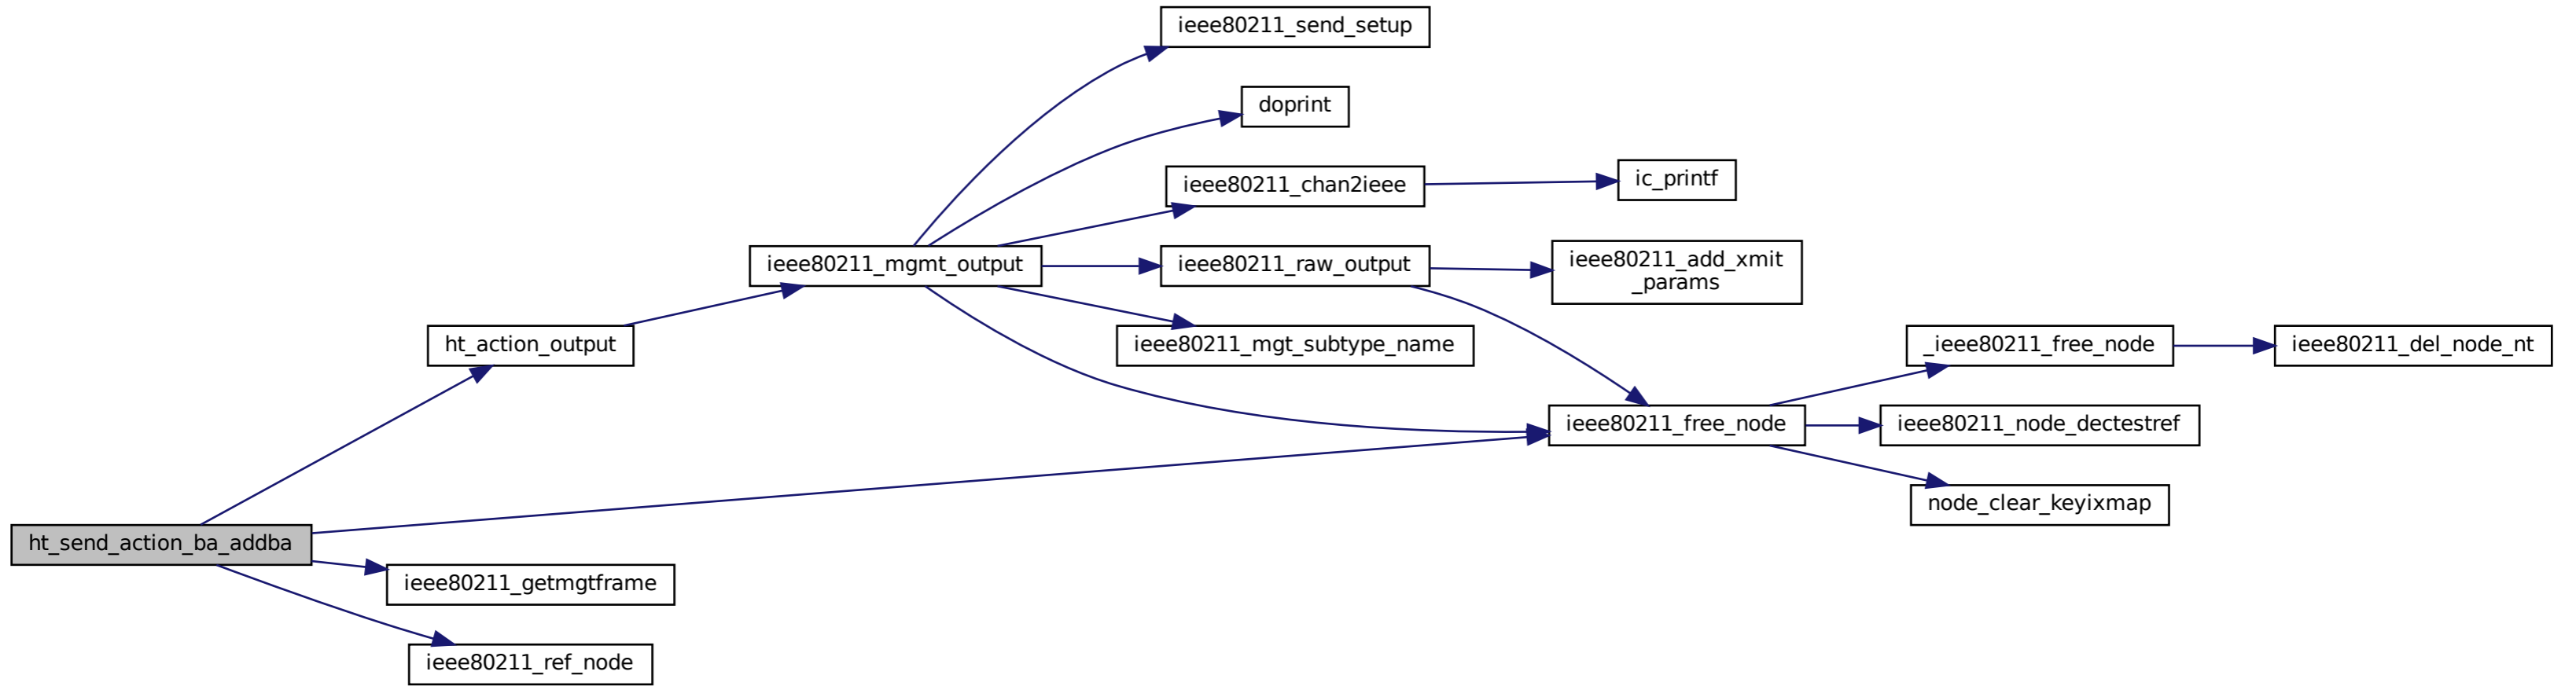 ieee80211_send_setup
doprint
ieee80211_chan2ieee
ic_printf
ieee80211_mgmt_output
ieee80211_raw_output
ieee80211_add_xmit
_params
ht_action_output
ieee80211_mgt_subtype_name
_ieee80211_free_node
ieee80211_del_node_nt
ieee80211_free_node
ieee80211_node_dectestref
node_clear_keyixmap
ht_send_action_ba_addba
ieee80211_getmgtframe
ieee80211_ref_node